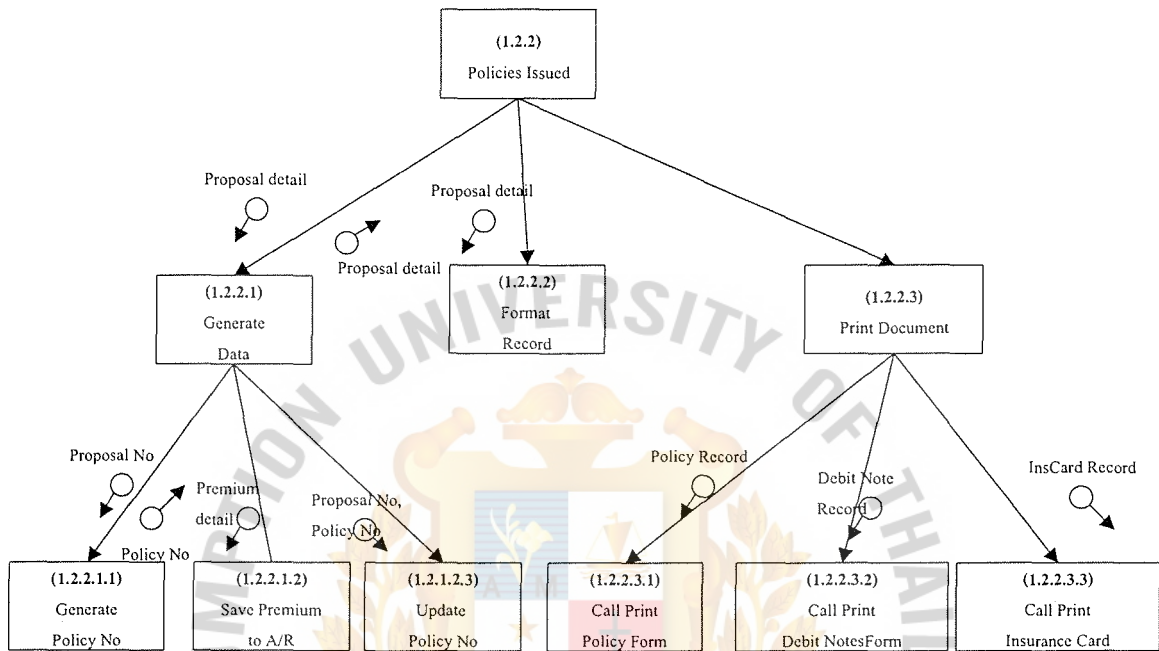 (1.2.2)
Policies Issued
Proposal detail
Proposal detail
Proposal detail
(1.2.2.1)
Generate
Data
(1.2.2.2)
Format
Record
(1.2.2.3)
Print Document
Proposal No
Policy No
Premium
detail
Proposal No,
Policy No
Policy Record
Debit Note
Record
InsCard Record
(1.2.2.1.1)
Generate
Policy No
(1.2.2.1.2)
Save Premium
to A/R
(1.2.1.2.3)
Update
Policy No
(1.2.2.3.1)
Call Print
Policy Form
(1.2.2.3.2)
Call Print
Debit NotesForm
(1.2.2.3.3)
Call Print
Insurance Card
MPTION UNIVERSITY OF THAI
A M